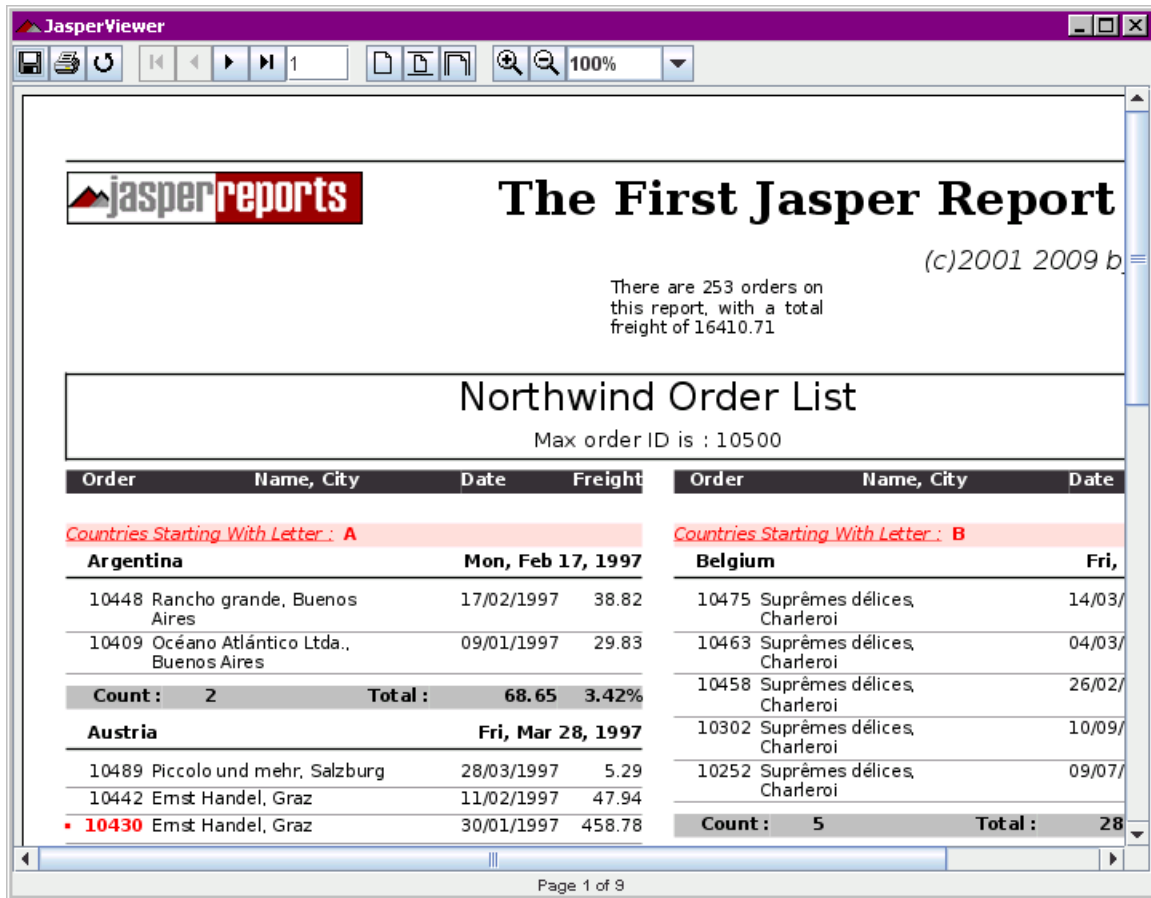 JasperViewer
1
100%
jasperreports
The First Jasper Report
(c)2001 2009 b
There are 253 orders on
this report, with a total
freight of 16410.71
Northwind Order List
Max order ID is : 10500
Order Name, City Date Freight
Countries Starting With Letter : A
Argentina Mon, Feb 17, 1997
10448 Rancho grande, Buenos 17/02/1997 38.82
Aires
10409 Océano Atlántico Ltda., 09/01/1997 29.83
Buenos Aires
Count : 2 Total : 68.65 3.42%
Austria Fri, Mar 28, 1997
10489 Piccolo und mehr, Salzburg 28/03/1997 5.29
10442 Ernst Handel, Graz 11/02/1997 47.94
10430 Ernst Handel, Graz 30/01/1997 458.78
Order Name, City Date
Countries Starting With Letter : B
Belgium Fri,
10475 Suprêmes délices, 14/03/
Charleroi
10463 Suprêmes délices, 04/03/
Charleroi
10458 Suprêmes délices, 26/02/
Charleroi
10302 Suprêmes délices, 10/09/
Charleroi
10252 Suprêmes délices, 09/07/
Charleroi
Count : 5 Total : 28
Page 1 of 9